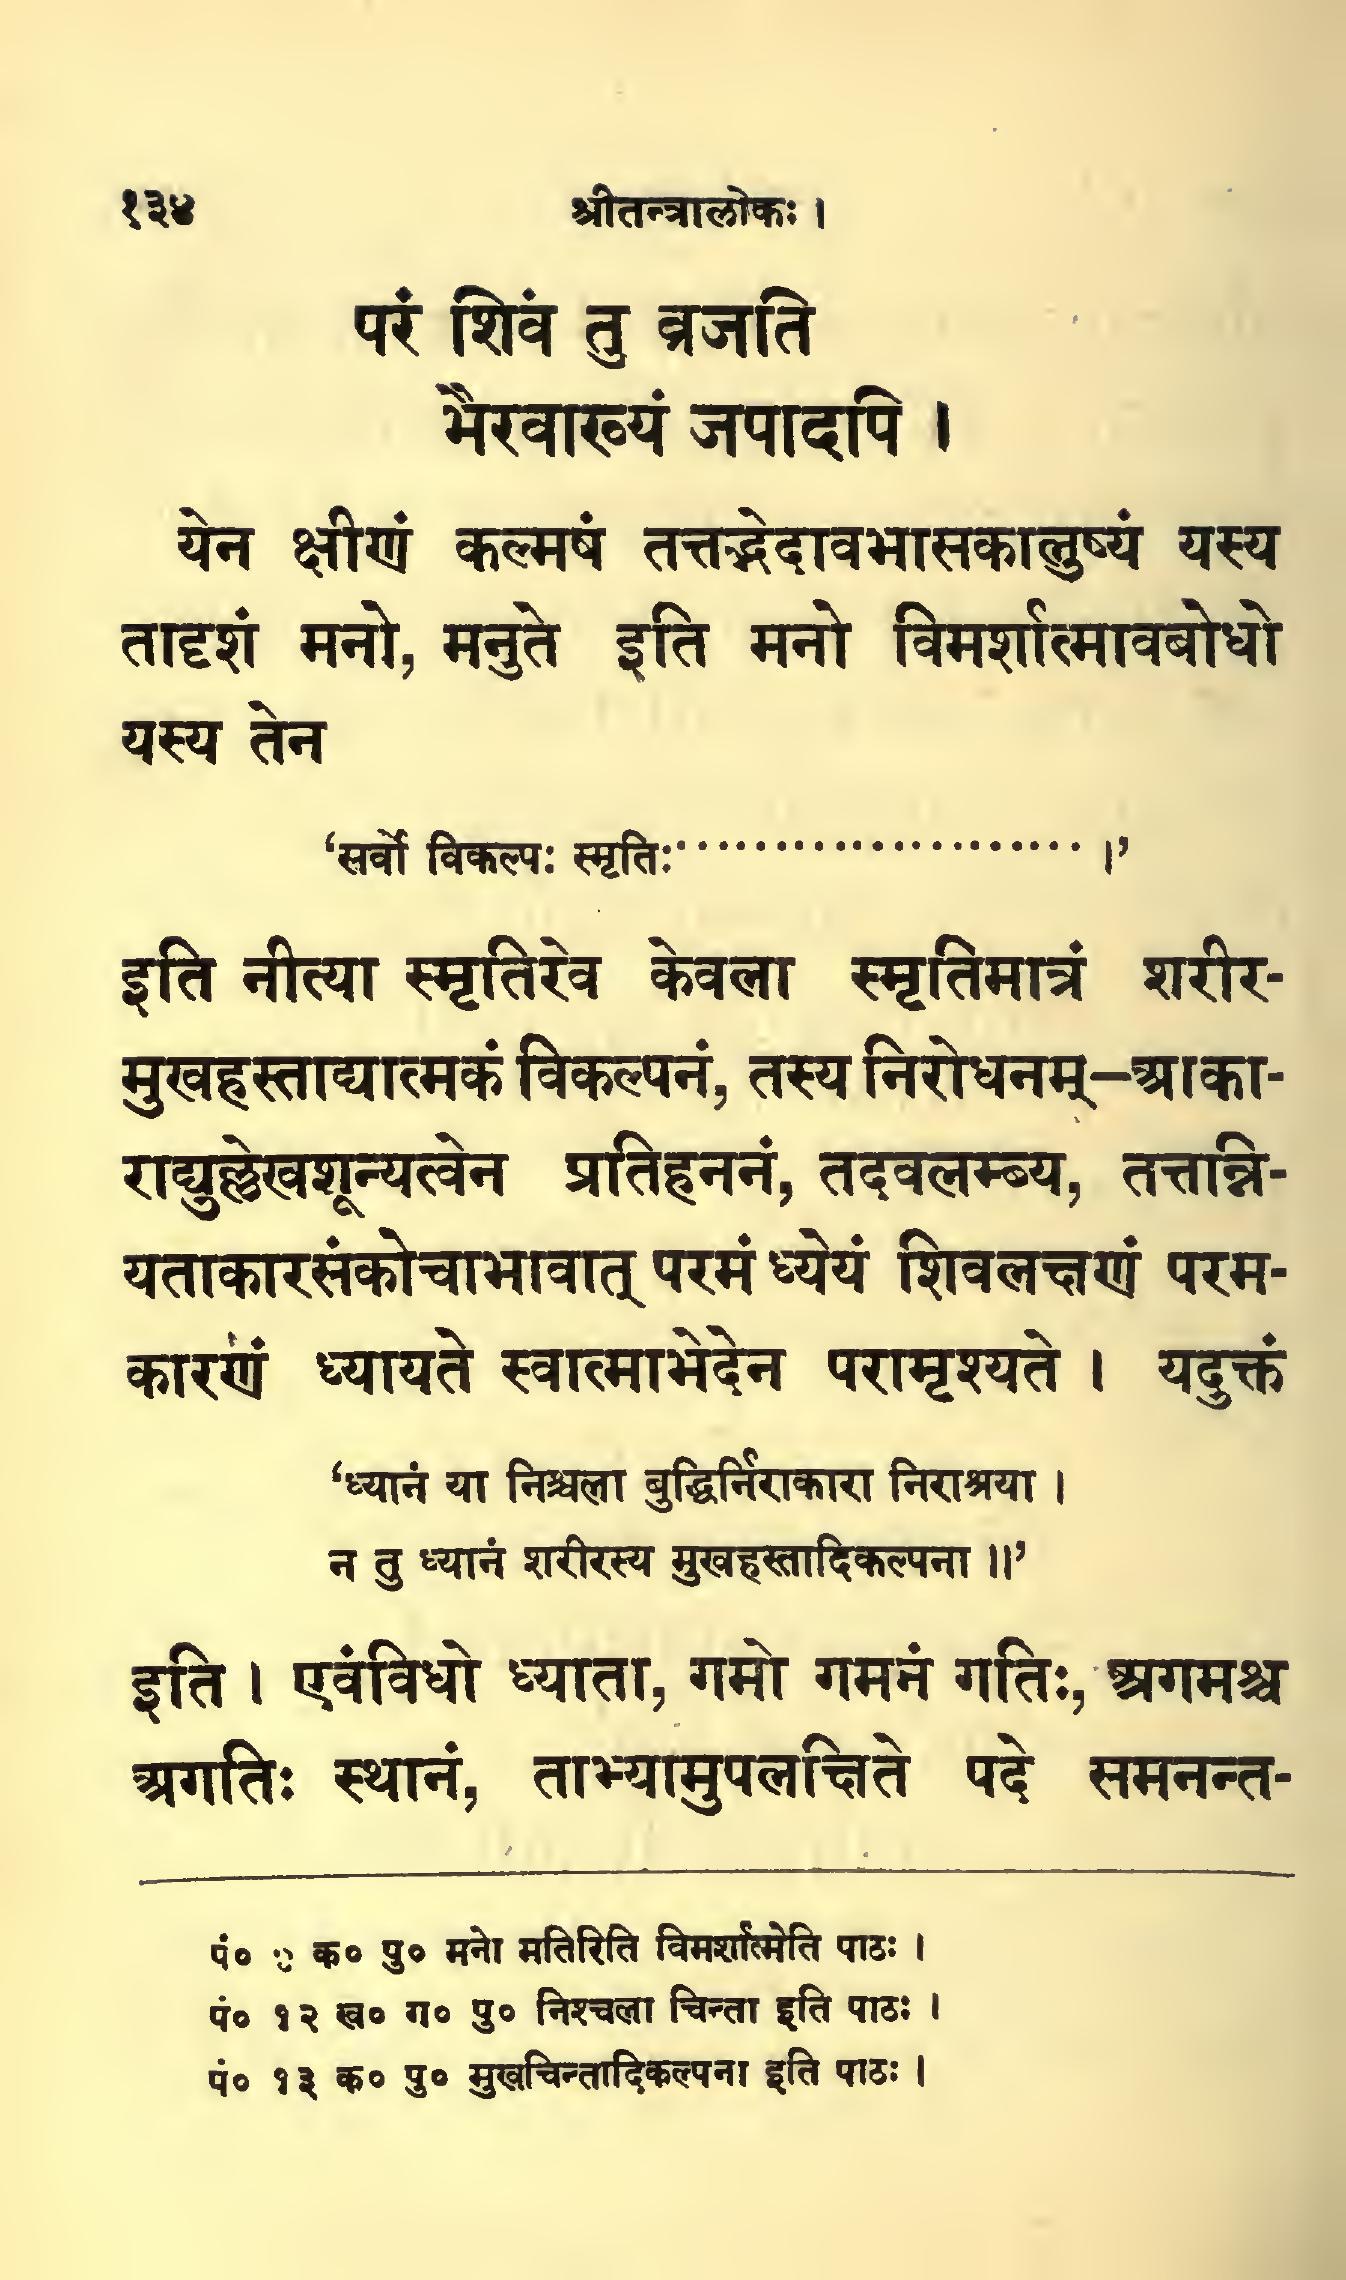 १३४ श्रीतन्त्रालोकः ।
परं शिवं तु व्रजति
भैरवाख्यं जपादपि ।
येन क्षीणं कल्मषं तत्तद्भेदावभासकालुष्यं यस्य
तादृशं मनो, मनुते इति मनो विमर्शात्मावबोधो
यस्य तेन
‘सर्वो विकल्पः स्मृतिः······················ ।’
इति नीत्या स्मृतिरेव केवला स्मृतिमात्रं शरीर-
मुखहस्ताद्यात्मकं विकल्पनं, तस्य निरोधनम्—आका-
राद्युल्लेखशून्यत्वेन प्रतिहननं, तदवलम्ब्य, तत्तन्नि-
यताकारसंकोचाभावात् परमं ध्येयं शिवलक्षणं परम-
कारणं ध्यायते स्वात्माभेदेन परामृश्यते । यदुक्तं
‘ध्यानं या निश्चला बुद्धिर्निराकारा निराश्रया ।
न तु ध्यानं शरीरस्य मुखहस्तादिकल्पना ॥’
इति । एवंविधो ध्याता, गमो गमनं गतिः, अगमश्च
अगतिः स्थानं, ताभ्यामुपलक्षिते पदे समनन्त-
पं० क० पु० मनो मतिरिति विमर्शात्मेति पाठः ।
पं० १२ ख० ग० पु० निश्चला चिन्ता इति पाठः ।
पं० १३ क० पु० मुखचिन्तादिकल्पना इति पाठः ।